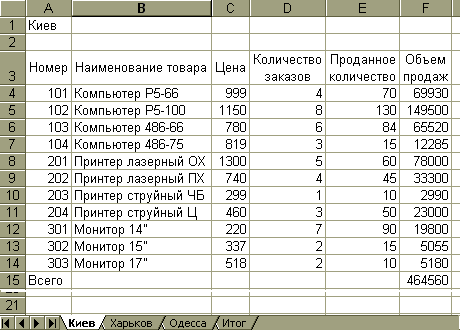 A B C D E F
1 Киев
2
3 Номер Наименование товара Цена Количество заказов Проданное количество Объем продаж
4 101 Компьютер P5-66 999 4 70 69930
5 102 Компьютер P5-100 1150 8 130 149500
6 103 Компьютер 486-66 780 6 84 65520
7 104 Компьютер 486-75 819 3 15 12285
8 201 Принтер лазерный ОХ 1300 5 60 78000
9 202 Принтер лазерный ПХ 740 4 45 33300
10 203 Принтер струйный ЧБ 299 1 10 2990
11 204 Принтер струйный Ц 460 3 50 23000
12 301 Монитор 14" 220 7 90 19800
13 302 Монитор 15" 337 2 15 5055
14 303 Монитор 17" 518 2 10 5180
15 Всего 464560
21
Киев Харьков Одесса Итог